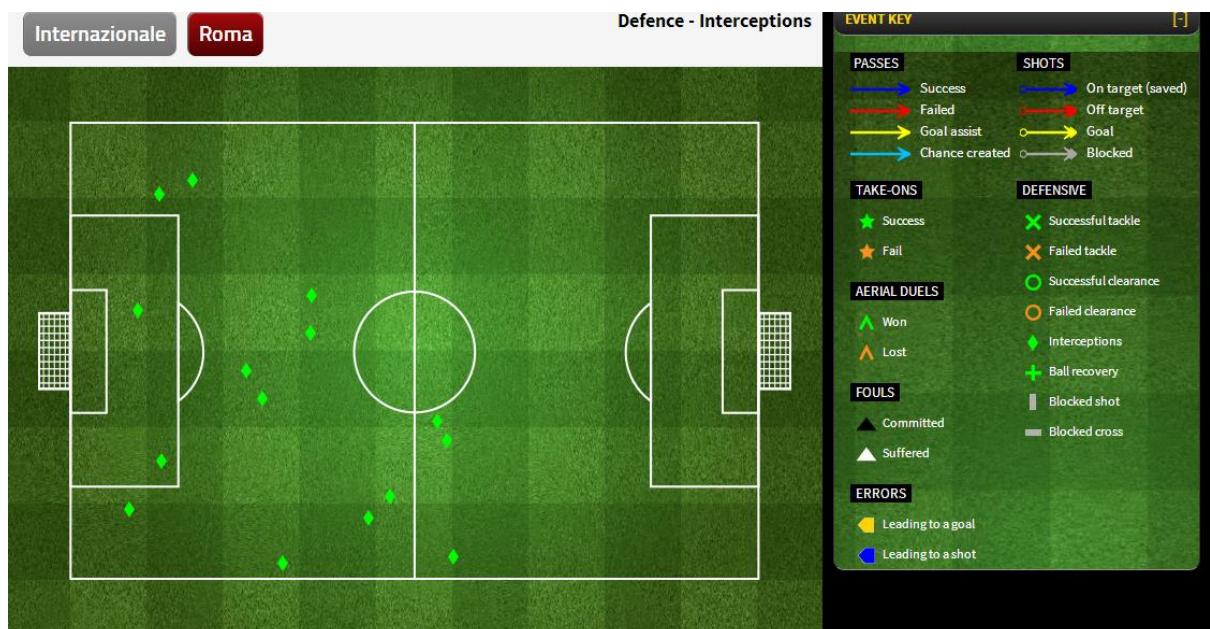 Internazionale
Roma
Defence - Interceptions
EVENT KEY
[-]
PASSES
Success
Failed
Goal assist
Chance created
SHOTS
On target (saved)
Off target
Goal
Blocked
TAKE-ONS
Success
Fail
AERIAL DUELS
Won
Lost
FOULS
Committed
Suffered
ERRORS
Leading to a goal
Leading to a shot
DEFENSIVE
Successful tackle
Failed tackle
Successful clearance
Failed clearance
Interceptions
Ball recovery
Blocked shot
Blocked cross